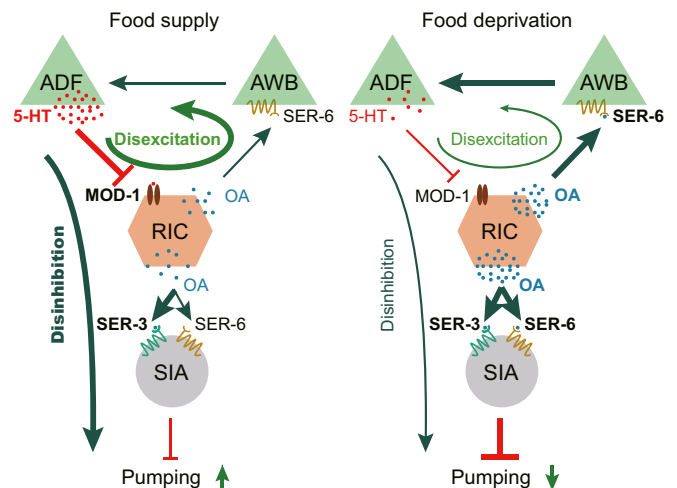 Food supply
ADF
AWB
5-HT
SER-6
Disexcitation
MOD-1
OA
RIC
OA
Disinhibition
SER-3
SER-6
SIA
Pumping
Food deprivation
ADF
AWB
5-HT
SER-6
Disexcitation
MOD-1
OA
RIC
OA
Disinhibition
SER-3
SER-6
SIA
Pumping